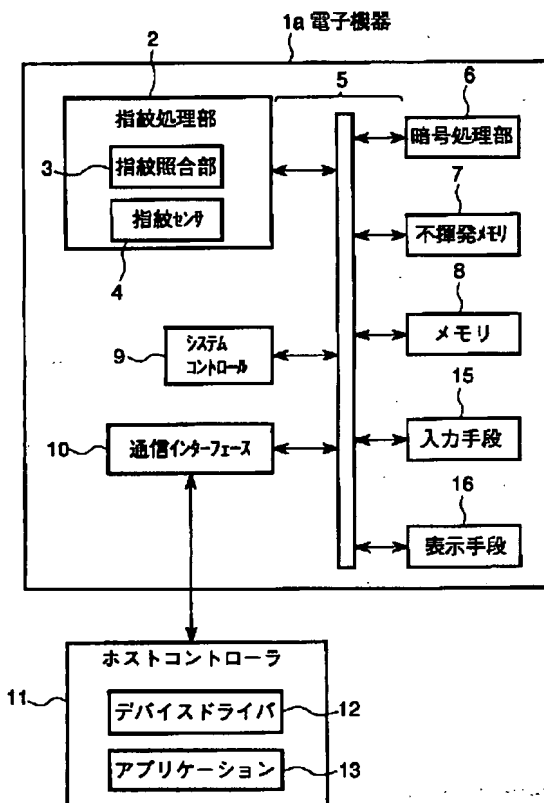 1a 電子機器
2
5
6
指紋処理部
暗号処理部
3
指紋照合部
7
指紋センサ
不揮発メモリ
4
8
9
システム
コントロール
メモリ
15
10
通信インターフェース
入力手段
16
表示手段
ホストコントローラ
11
デバイスドライバ
12
アプリケーション
13